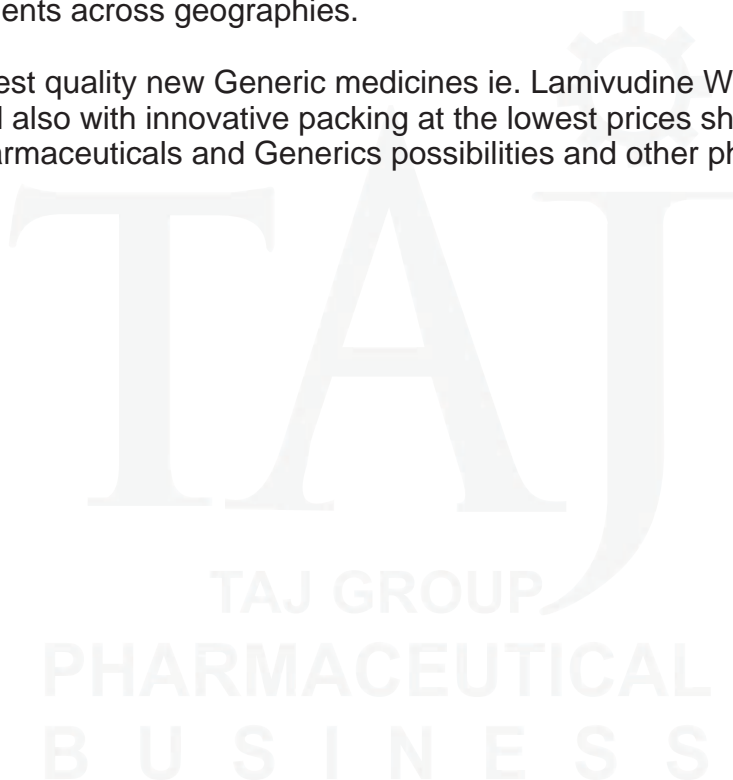 ents across geographies.
est quality new Generic medicines ie. Lamivudine W
also with innovative packing at the lowest prices sh
armaceuticals and Generics possibilities and other ph
TAJ
TAJ GROUP
PHARMACEUTICAL
BUSINESS